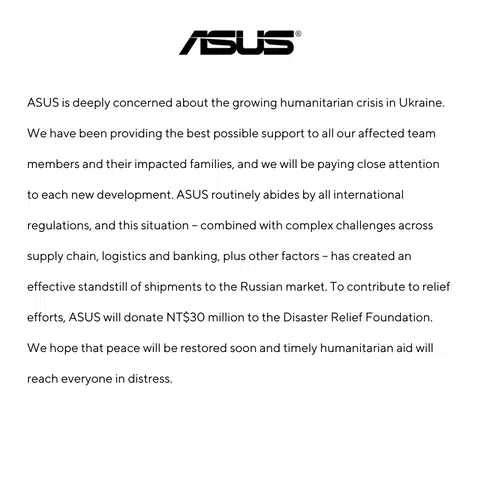 ASUS®
ASUS is deeply concerned about the growing humanitarian crisis in Ukraine.
We have been providing the best possible support to all our affected team
members and their impacted families, and we will be paying close attention
to each new development. ASUS routinely abides by all international
regulations, and this situation – combined with complex challenges across
supply chain, logistics and banking, plus other factors – has created an
effective standstill of shipments to the Russian market. To contribute to relief
efforts, ASUS will donate NT$30 million to the Disaster Relief Foundation.
We hope that peace will be restored soon and timely humanitarian aid will
reach everyone in distress.